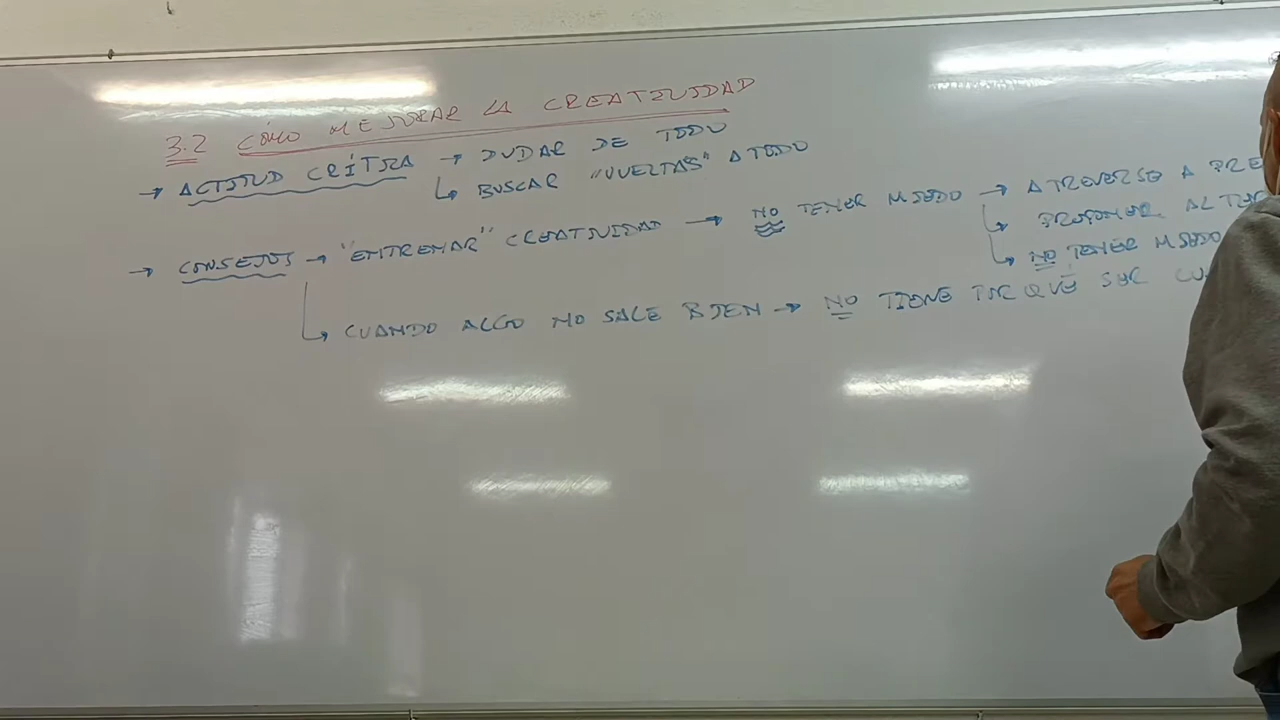 3.2 CÓMO MEJORAR LA CREATIVIDAD
→ ACTITUD CRÍTICA → DUDAR DE TODO
↳ BUSCAR "VUELTAS" A TODO
→ CONSEJOS → "ENTRENAR" CREATIVIDAD → NO TENER MIEDO → ATREVERSE A
↳ PROPONER
↳ NO TENER MIEDO
↳ CUANDO ALGO NO SALE BIEN → NO TIENE POR QUÉ SER